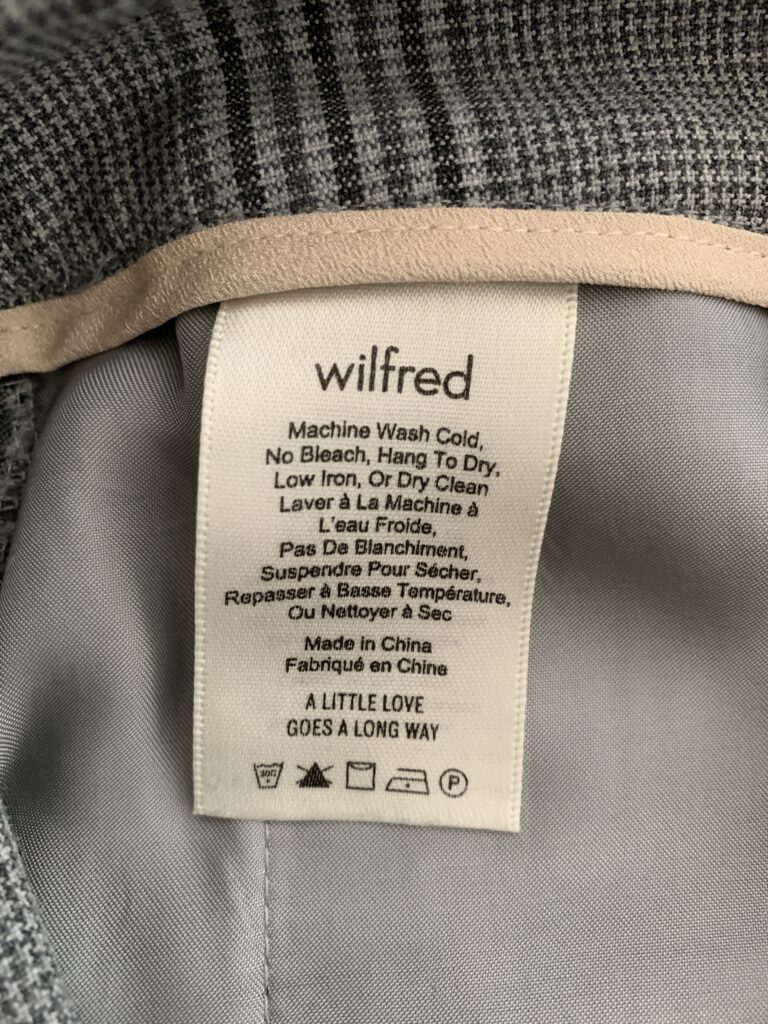 wilfred
Machine Wash Cold,
No Bleach, Hang To Dry,
Low Iron, Or Dry Clean
Laver à La Machine à
L'eau Froide,
Pas De Blanchiment,
Suspendre Pour Sécher,
Repasser à Basse Température,
Ou Nettoyer à Sec
Made in China
Fabriqué en Chine
A LITTLE LOVE
GOES A LONG WAY
P